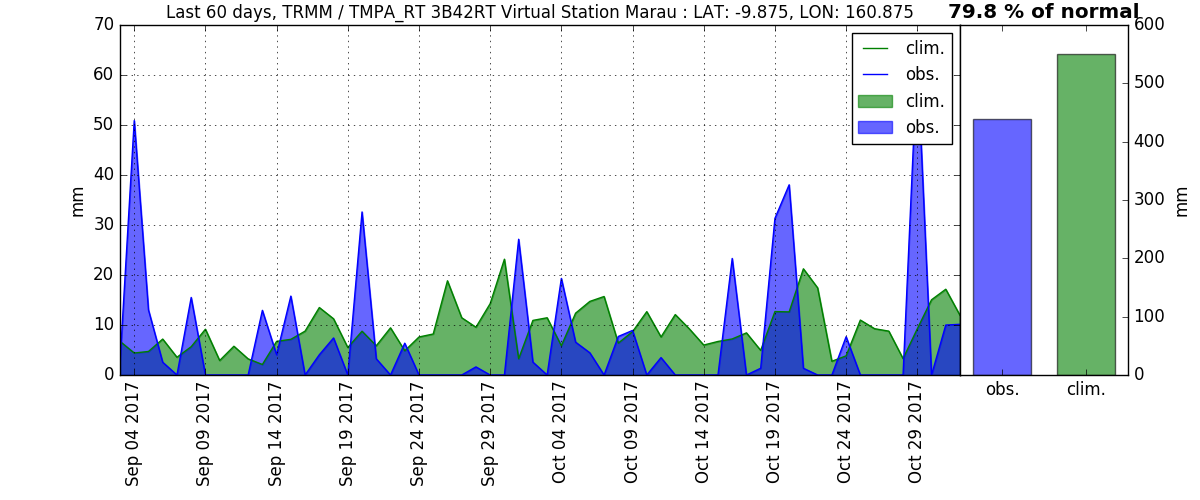 Last 60 days, TRMM / TMPA_RT 3B42RT Virtual Station Marau : LAT: -9.875, LON: 160.875
79.8 % of normal
70
60
50
40
30
20
10
0
mm
clim.
obs.
clim.
obs.
600
500
400
300
200
100
0
mm
Sep 04 2017
Sep 09 2017
Sep 14 2017
Sep 19 2017
Sep 24 2017
Sep 29 2017
Oct 04 2017
Oct 09 2017
Oct 14 2017
Oct 19 2017
Oct 24 2017
Oct 29 2017
obs.
clim.